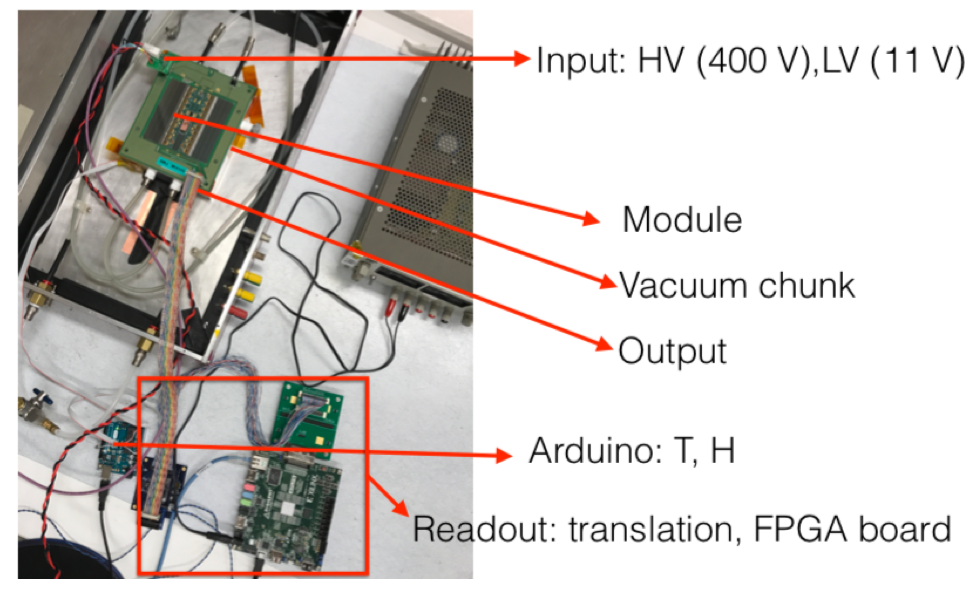 Input: HV (400 V),LV (11 V)
Module
Vacuum chunk
Output
Arduino: T, H
Readout: translation, FPGA board